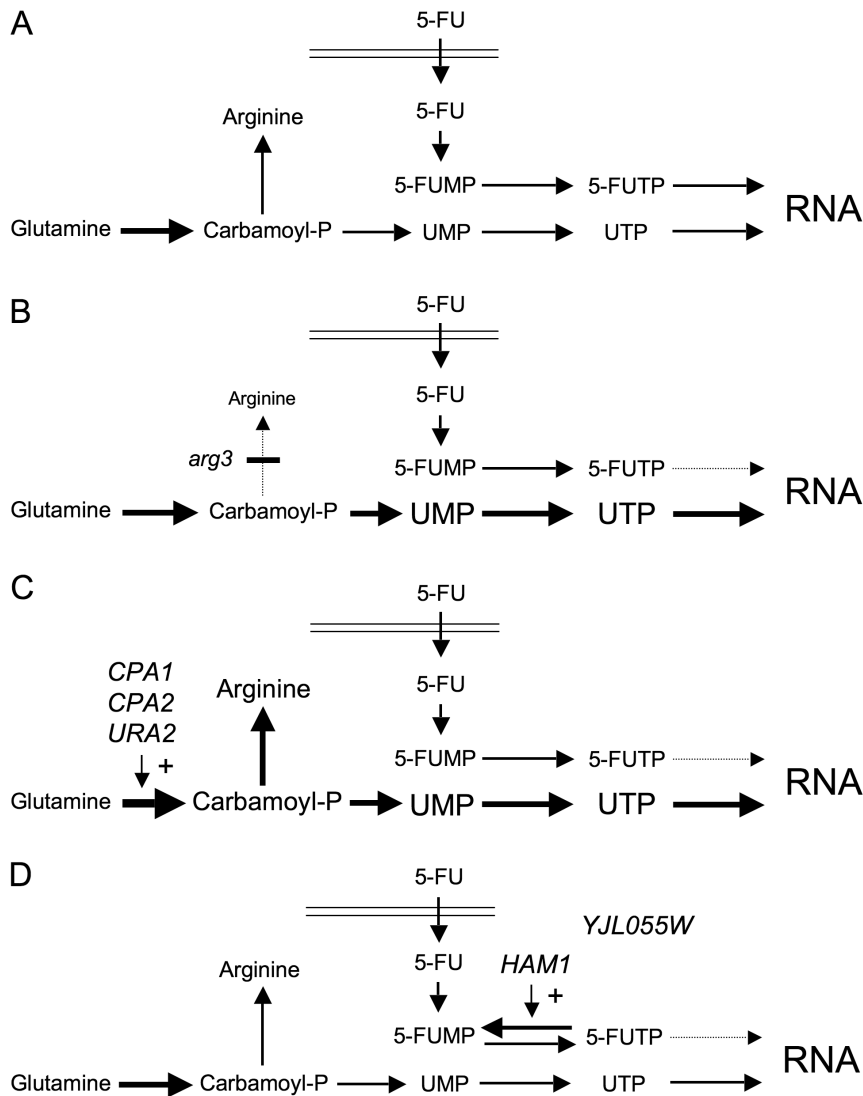 A
5-FU
5-FU
Arginine
5-FUMP 5-FUTP
RNA
Glutamine Carbamoyl-P UMP UTP
B
5-FU
5-FU
Arginine
arg3
5-FUMP 5-FUTP
RNA
Glutamine Carbamoyl-P UMP UTP
C
5-FU
CPA1
CPA2
URA2
+
Arginine
5-FU
5-FUMP 5-FUTP
RNA
Glutamine Carbamoyl-P UMP UTP
D
5-FU
YJL055W
Arginine
5-FU
HAM1
+
5-FUMP 5-FUTP
RNA
Glutamine Carbamoyl-P UMP UTP